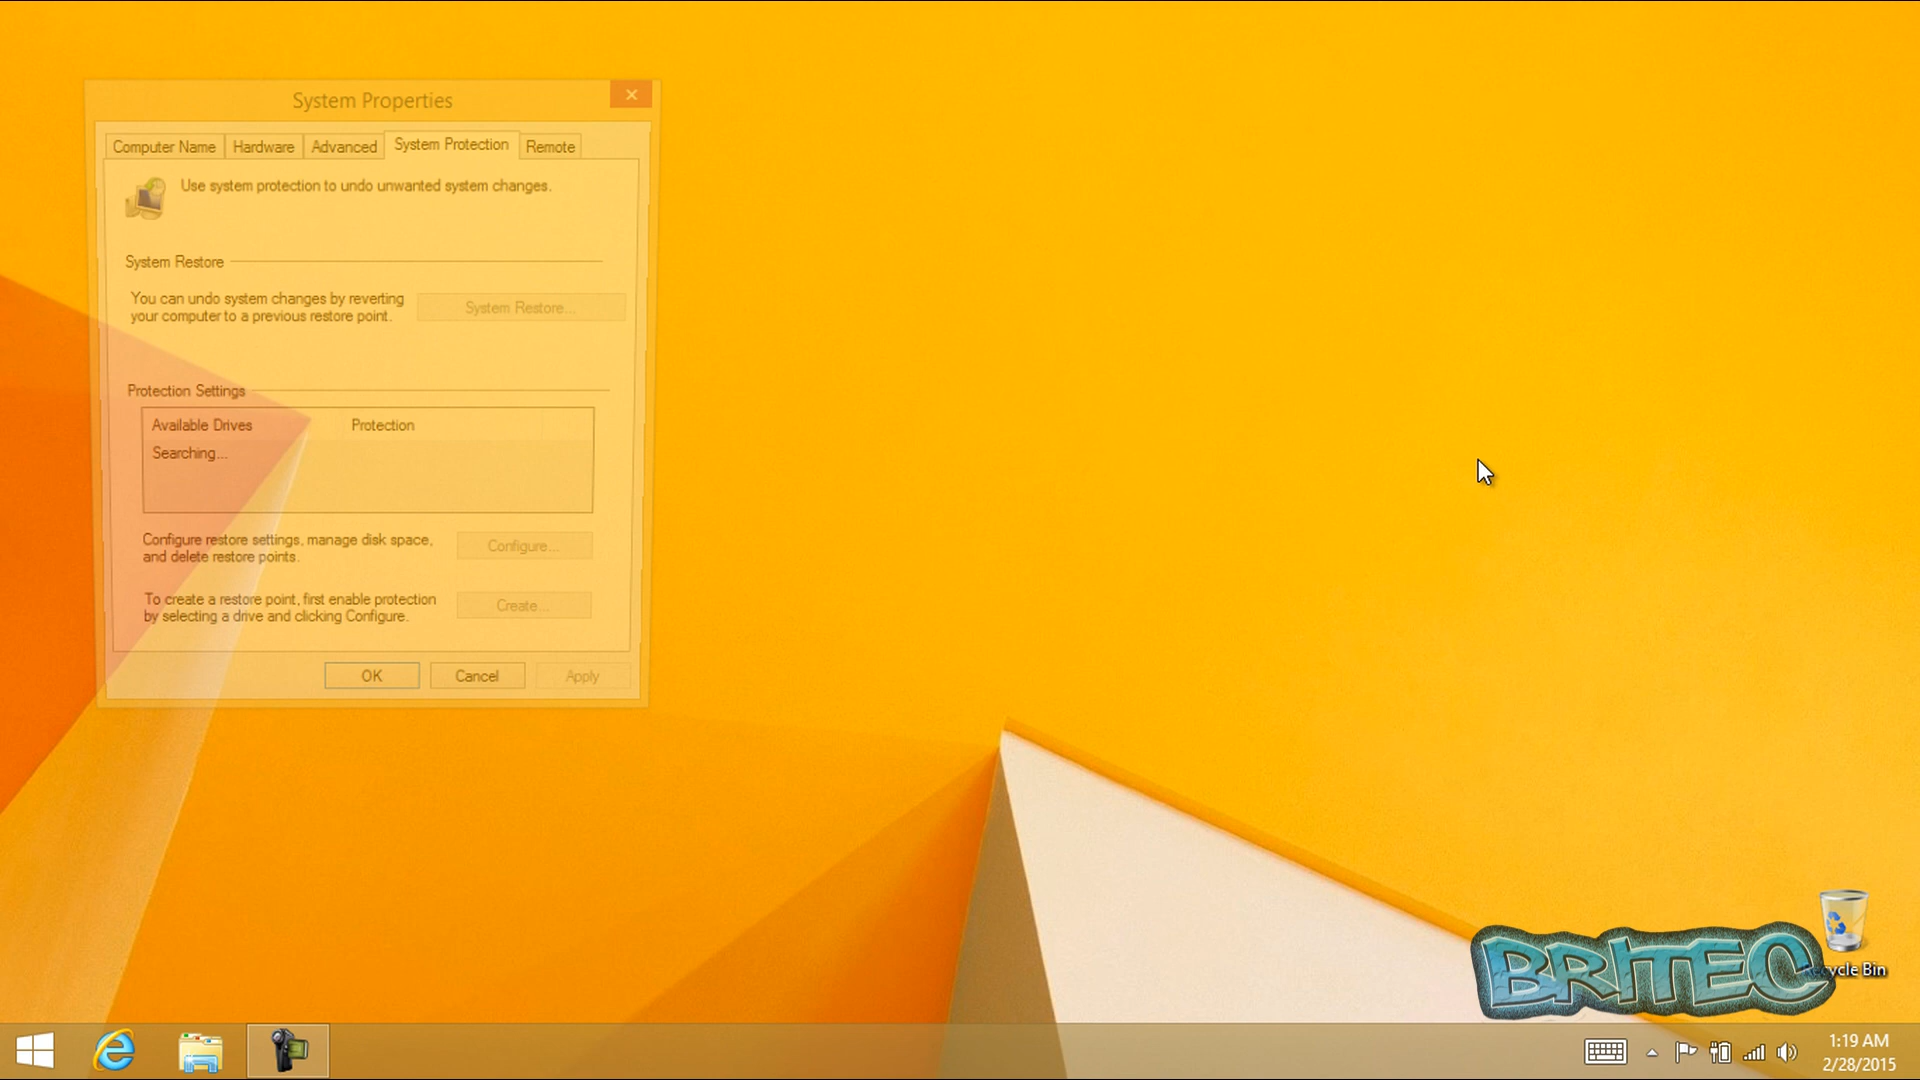 System Properties
Computer Name
Hardware
Advanced
System Protection
Remote
Use system protection to undo unwanted system changes.
System Restore
You can undo system changes by reverting
your computer to a previous restore point.
System Restore...
Protection Settings
Available Drives
Protection
Searching...
Configure restore settings, manage disk space,
and delete restore points.
Configure...
To create a restore point, first enable protection
by selecting a drive and clicking Configure.
Create...
OK
Cancel
Apply
BRITEC
Recycle Bin
1:19 AM
2/28/2015